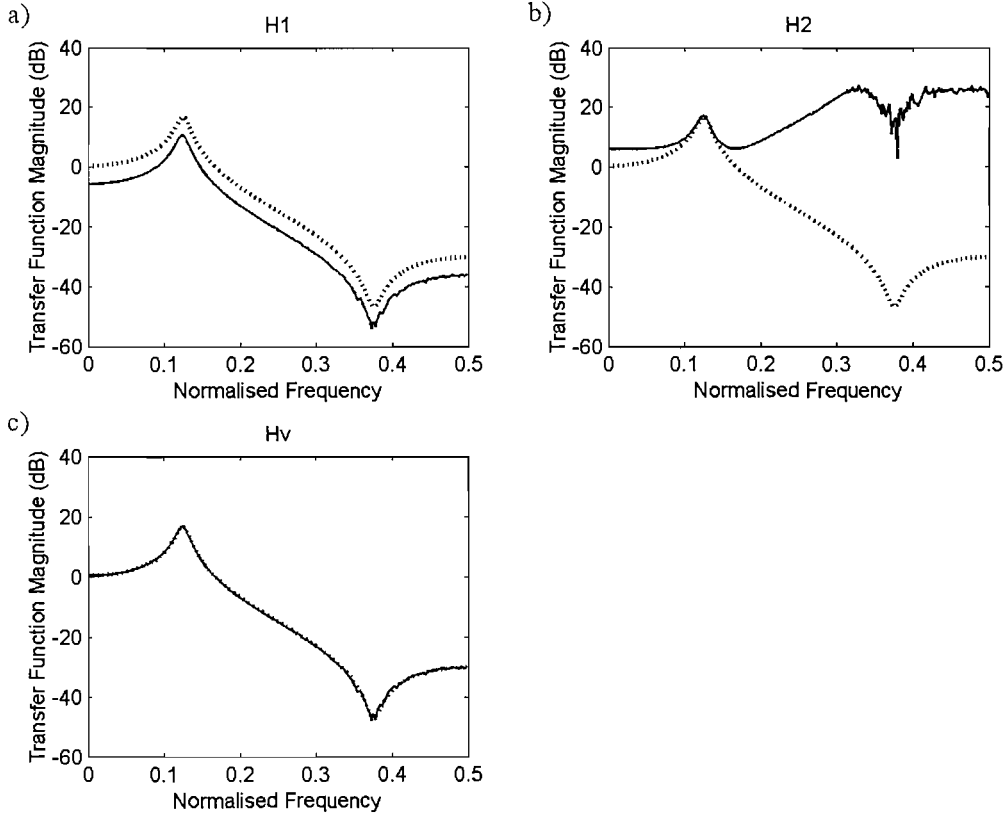 a)
H1
Transfer Function Magnitude (dB)
40
20
0
-20
-40
-60
0 0.1 0.2 0.3 0.4 0.5
Normalised Frequency
b)
H2
Transfer Function Magnitude (dB)
40
20
0
-20
-40
-60
0 0.1 0.2 0.3 0.4 0.5
Normalised Frequency
c)
Hv
Transfer Function Magnitude (dB)
40
20
0
-20
-40
-60
0 0.1 0.2 0.3 0.4 0.5
Normalised Frequency